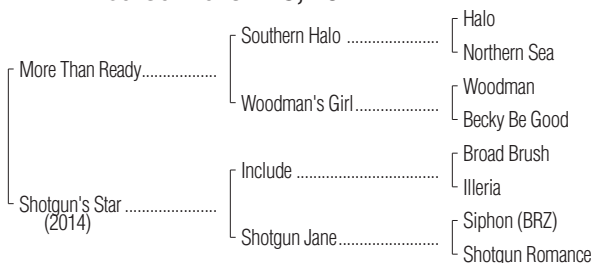 Halo
Southern Halo .....................
Northern Sea
More Than Ready...................
Woodman
Woodman's Girl .....................
Becky Be Good
Broad Brush
Include ....................................
Illeria
Shotgun's Star .......................
(2014)
Siphon (BRZ)
Shotgun Jane.........................
Shotgun Romance